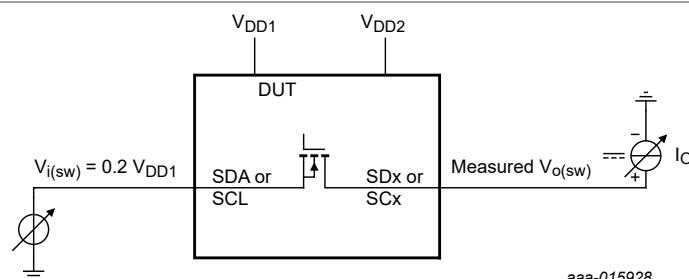 VDD1
VDD2
DUT
Vi(sw) = 0.2 VDD1
SDA or
SCL
SDx or
SCx
Measured Vo(sw)
−
+
IO
aaa-015928